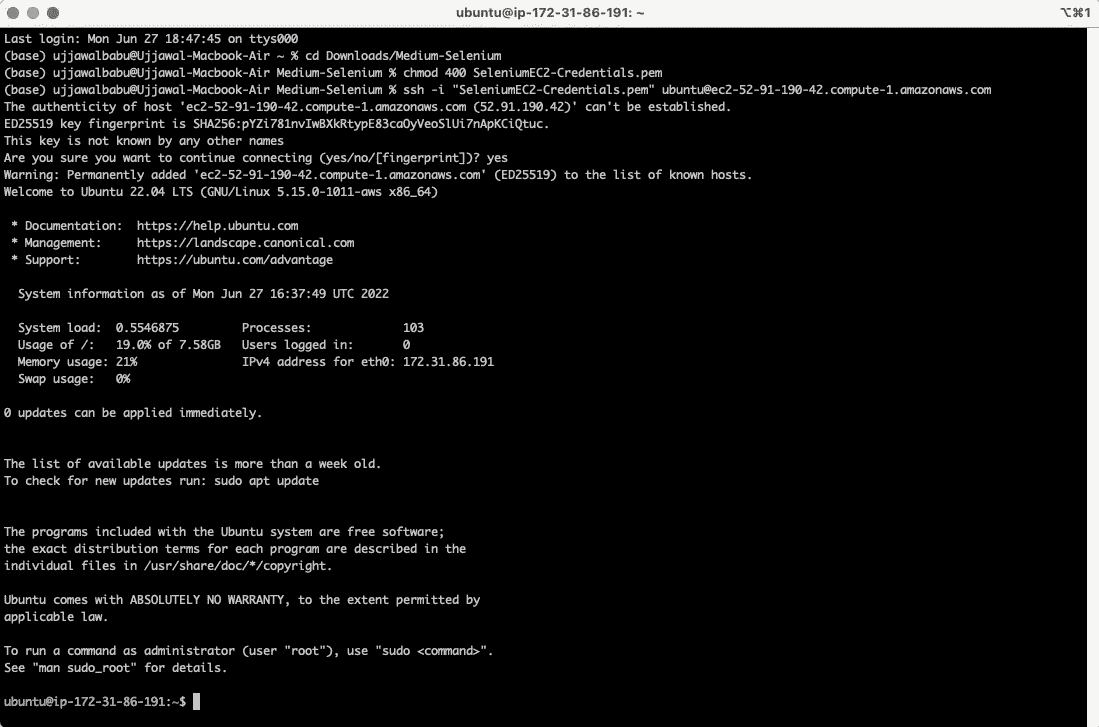 ubuntu@ip-172-31-86-191: ~
⌥⌘1
Last login: Mon Jun 27 18:47:45 on ttys000
(base) ujjawalbabu@Ujjawal-Macbook-Air ~ % cd Downloads/Medium-Selenium
(base) ujjawalbabu@Ujjawal-Macbook-Air Medium-Selenium % chmod 400 SeleniumEC2-Credentials.pem
(base) ujjawalbabu@Ujjawal-Macbook-Air Medium-Selenium % ssh -i "SeleniumEC2-Credentials.pem" ubuntu@ec2-52-91-190-42.compute-1.amazonaws.com
The authenticity of host 'ec2-52-91-190-42.compute-1.amazonaws.com (52.91.190.42)' can't be established.
ED25519 key fingerprint is SHA256:pYZi781nvIwBXkRtypE83caOyVeoSlUi7nApKCiQtuc.
This key is not known by any other names
Are you sure you want to continue connecting (yes/no/[fingerprint])? yes
Warning: Permanently added 'ec2-52-91-190-42.compute-1.amazonaws.com' (ED25519) to the list of known hosts.
Welcome to Ubuntu 22.04 LTS (GNU/Linux 5.15.0-1011-aws x86_64)
* Documentation:  https://help.ubuntu.com
* Management:     https://landscape.canonical.com
* Support:        https://ubuntu.com/advantage
System information as of Mon Jun 27 16:37:49 UTC 2022
System load:  0.5546875         Processes:             103
Usage of /:   19.0% of 7.58GB   Users logged in:       0
Memory usage: 21%               IPv4 address for eth0: 172.31.86.191
Swap usage:   0%
0 updates can be applied immediately.
The list of available updates is more than a week old.
To check for new updates run: sudo apt update
The programs included with the Ubuntu system are free software;
the exact distribution terms for each program are described in the
individual files in /usr/share/doc/*/copyright.
Ubuntu comes with ABSOLUTELY NO WARRANTY, to the extent permitted by
applicable law.
To run a command as administrator (user "root"), use "sudo <command>".
See "man sudo_root" for details.
ubuntu@ip-172-31-86-191:~$